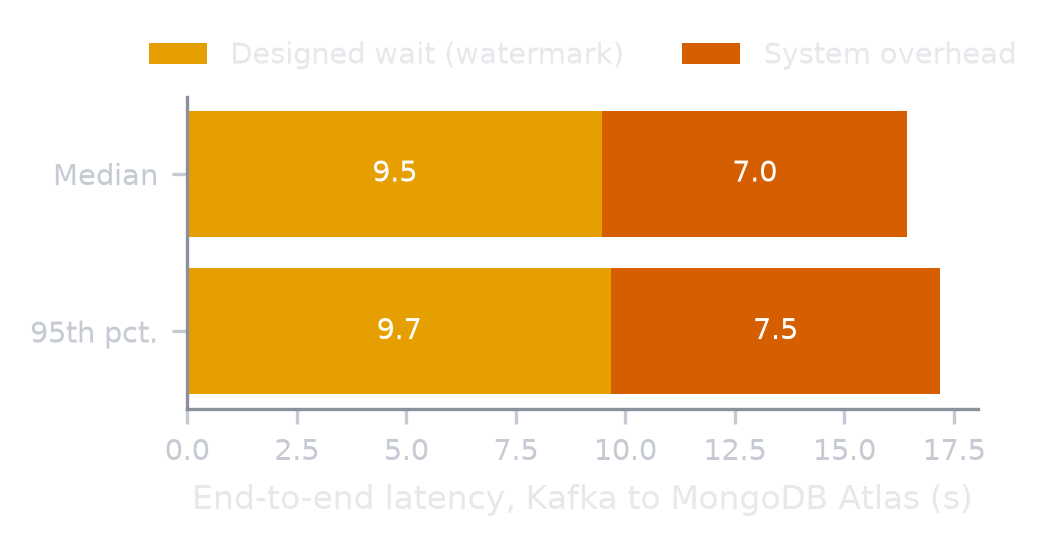 Designed wait (watermark) System overhead
Median 9.5 7.0
95th pct. 9.7 7.5
0.0 2.5 5.0 7.5 10.0 12.5 15.0 17.5
End-to-end latency, Kafka to MongoDB Atlas (s)